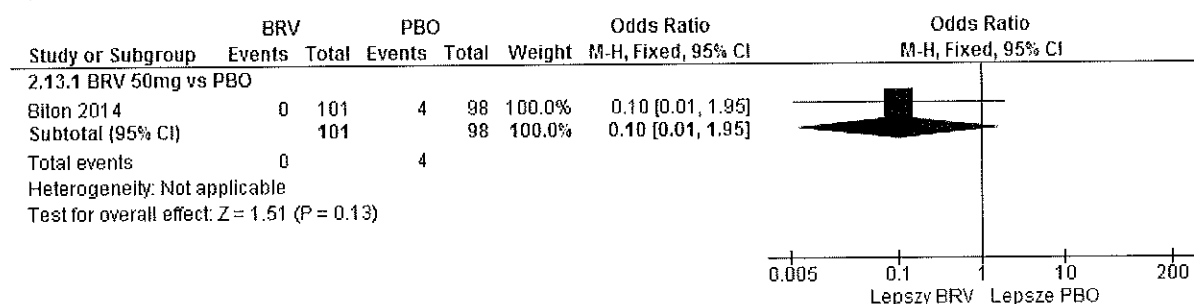 BRV PBO Odds Ratio Odds Ratio
Study or Subgroup Events Total Events Total Weight M-H, Fixed, 95% CI M-H, Fixed, 95% CI
2.13.1 BRV 50mg vs PBO
Biton 2014 0 101 4 98 100.0% 0.10 [0.01, 1.95]
Subtotal (95% CI) 101 98 100.0% 0.10 [0.01, 1.95]
Total events 0 4
Heterogeneity: Not applicable
Test for overall effect: Z = 1.51 (P = 0.13)
0.005 0.1 1 10 200
Lepszy BRV Lepsze PBO